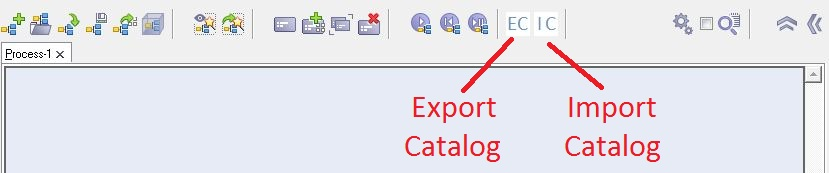 EC IC
Process-1
Export Import
Catalog Catalog